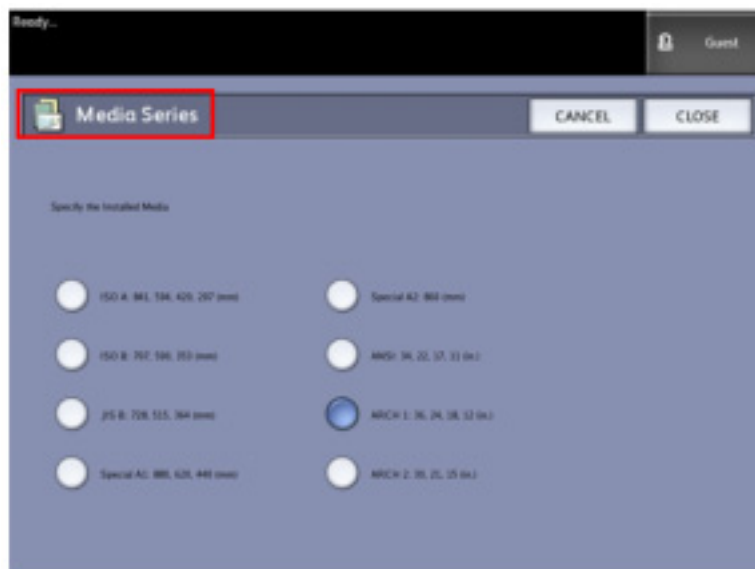 Ready...
Guest
Media Series
CANCEL
CLOSE
Specify the Installed Media
ISO A: 841, 594, 420, 297 (mm)
Special A2: 860 (mm)
ISO B: 707, 500, 353 (mm)
ANSI: 34, 22, 17, 11 (in.)
JIS B: 728, 515, 364 (mm)
ARCH 1: 36, 24, 18, 12 (in.)
Special A1: 880, 620, 440 (mm)
ARCH 2: 30, 21, 15 (in.)